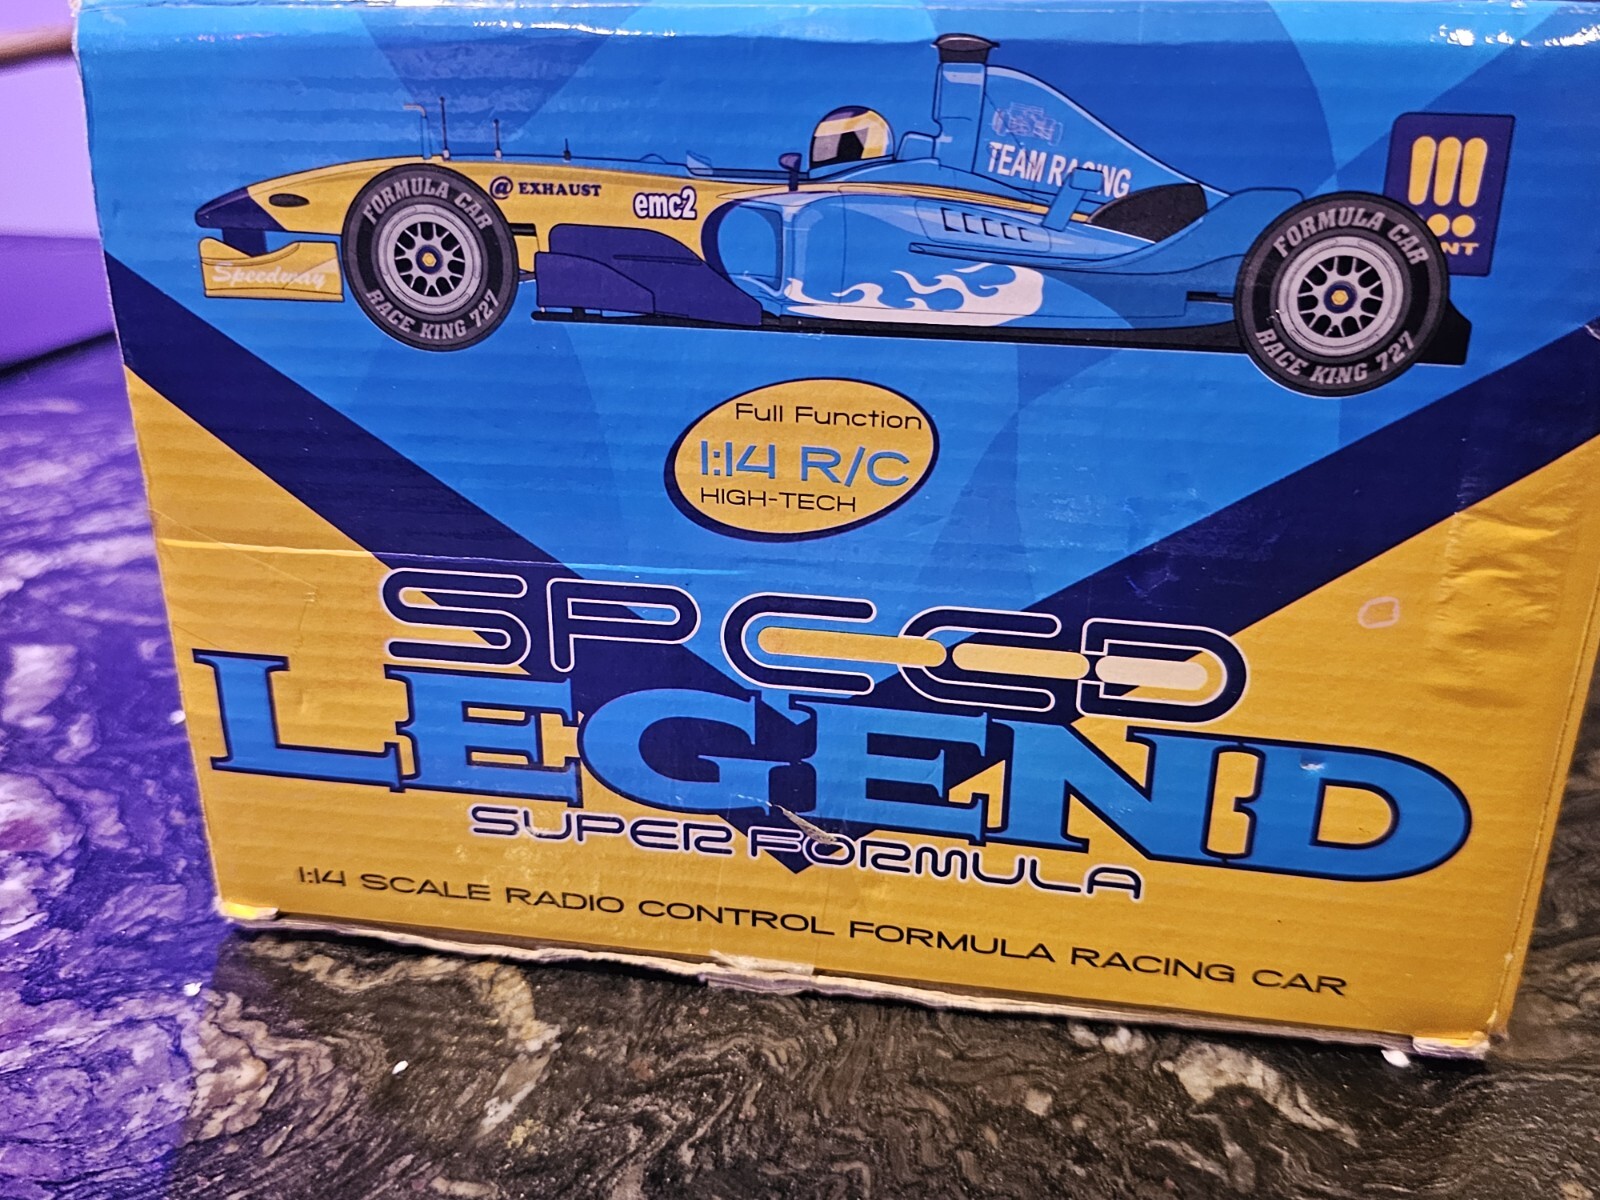 TEAM RACING
@ EXHAUST
emc2
FORMULA CAR
RACE KING 727
Speedway
FORMULA CAR
RACE KING 727
Full Function
1:14 R/C
HIGH-TECH
SPEED
LEGEND
SUPER FORMULA
1:14 SCALE RADIO CONTROL FORMULA RACING CAR